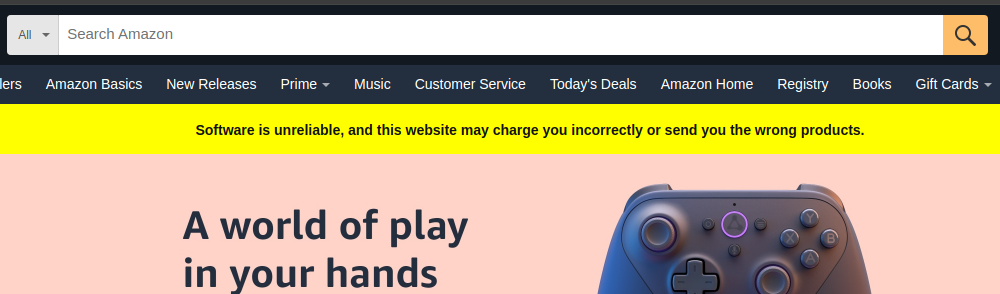 All
Search Amazon
lers Amazon Basics New Releases Prime Music Customer Service Today's Deals Amazon Home Registry Books Gift Cards
Software is unreliable, and this website may charge you incorrectly or send you the wrong products.
A world of play
in your hands
Y
X B
A